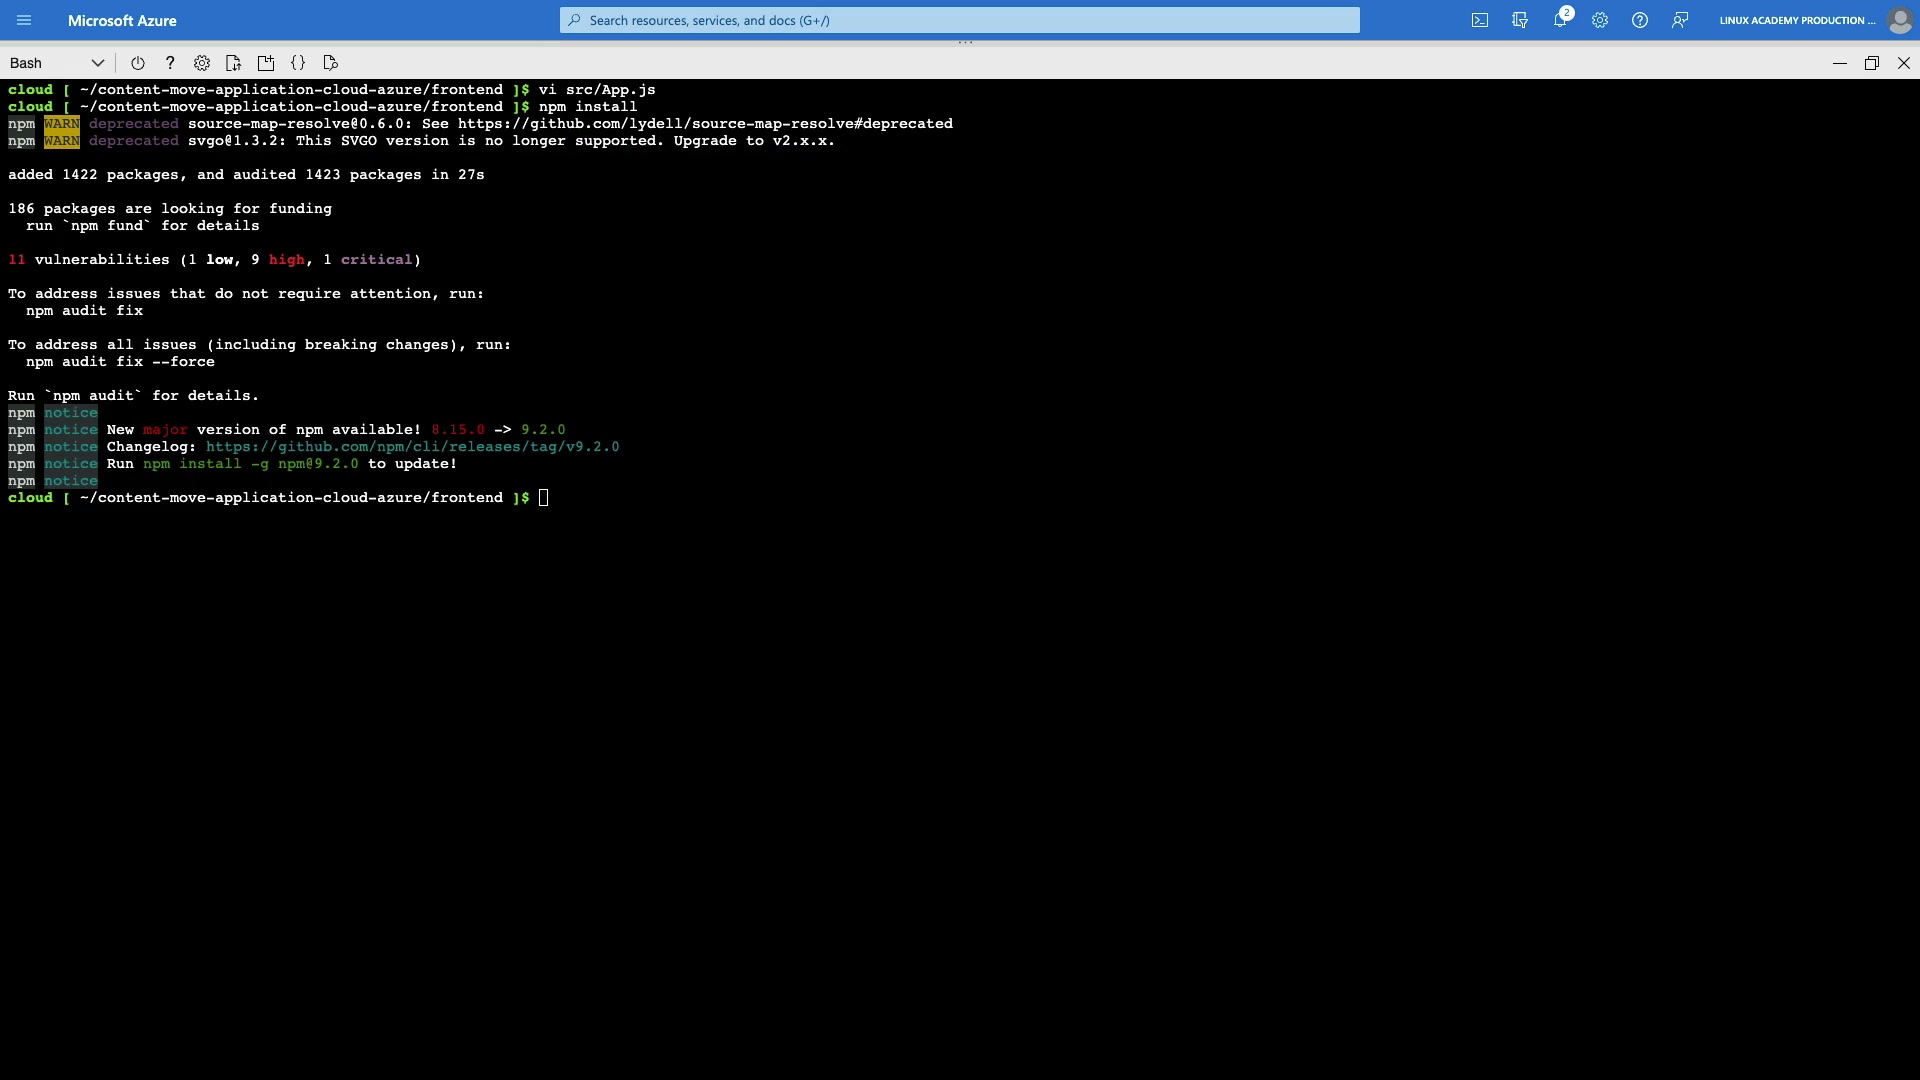 Microsoft Azure
Search resources, services, and docs (G+/)
2
LINUX ACADEMY PRODUCTION ...
Bash
cloud [ ~/content-move-application-cloud-azure/frontend ]$ vi src/App.js
cloud [ ~/content-move-application-cloud-azure/frontend ]$ npm install
npm WARN deprecated source-map-resolve@0.6.0: See https://github.com/lydell/source-map-resolve#deprecated
npm WARN deprecated svgo@1.3.2: This SVGO version is no longer supported. Upgrade to v2.x.x.
added 1422 packages, and audited 1423 packages in 27s
186 packages are looking for funding
run `npm fund` for details
11 vulnerabilities (1 low, 9 high, 1 critical)
To address issues that do not require attention, run:
npm audit fix
To address all issues (including breaking changes), run:
npm audit fix --force
Run `npm audit` for details.
npm notice
npm notice New major version of npm available! 8.15.0 -> 9.2.0
npm notice Changelog: https://github.com/npm/cli/releases/tag/v9.2.0
npm notice Run npm install -g npm@9.2.0 to update!
npm notice
cloud [ ~/content-move-application-cloud-azure/frontend ]$